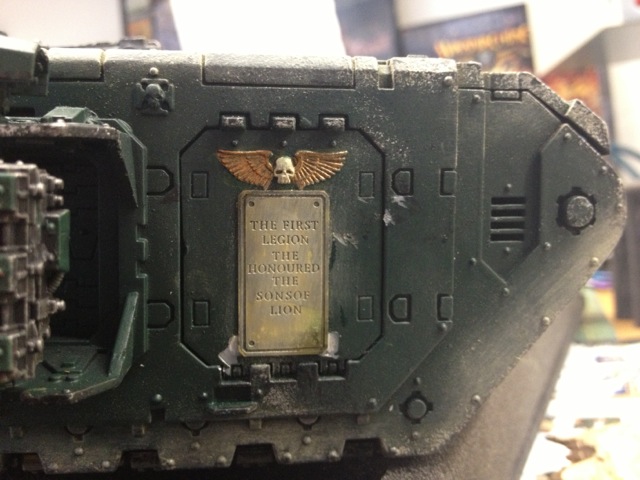 THE FIRST
LEGION
THE
HONOURED
THE
SONSOF
LION